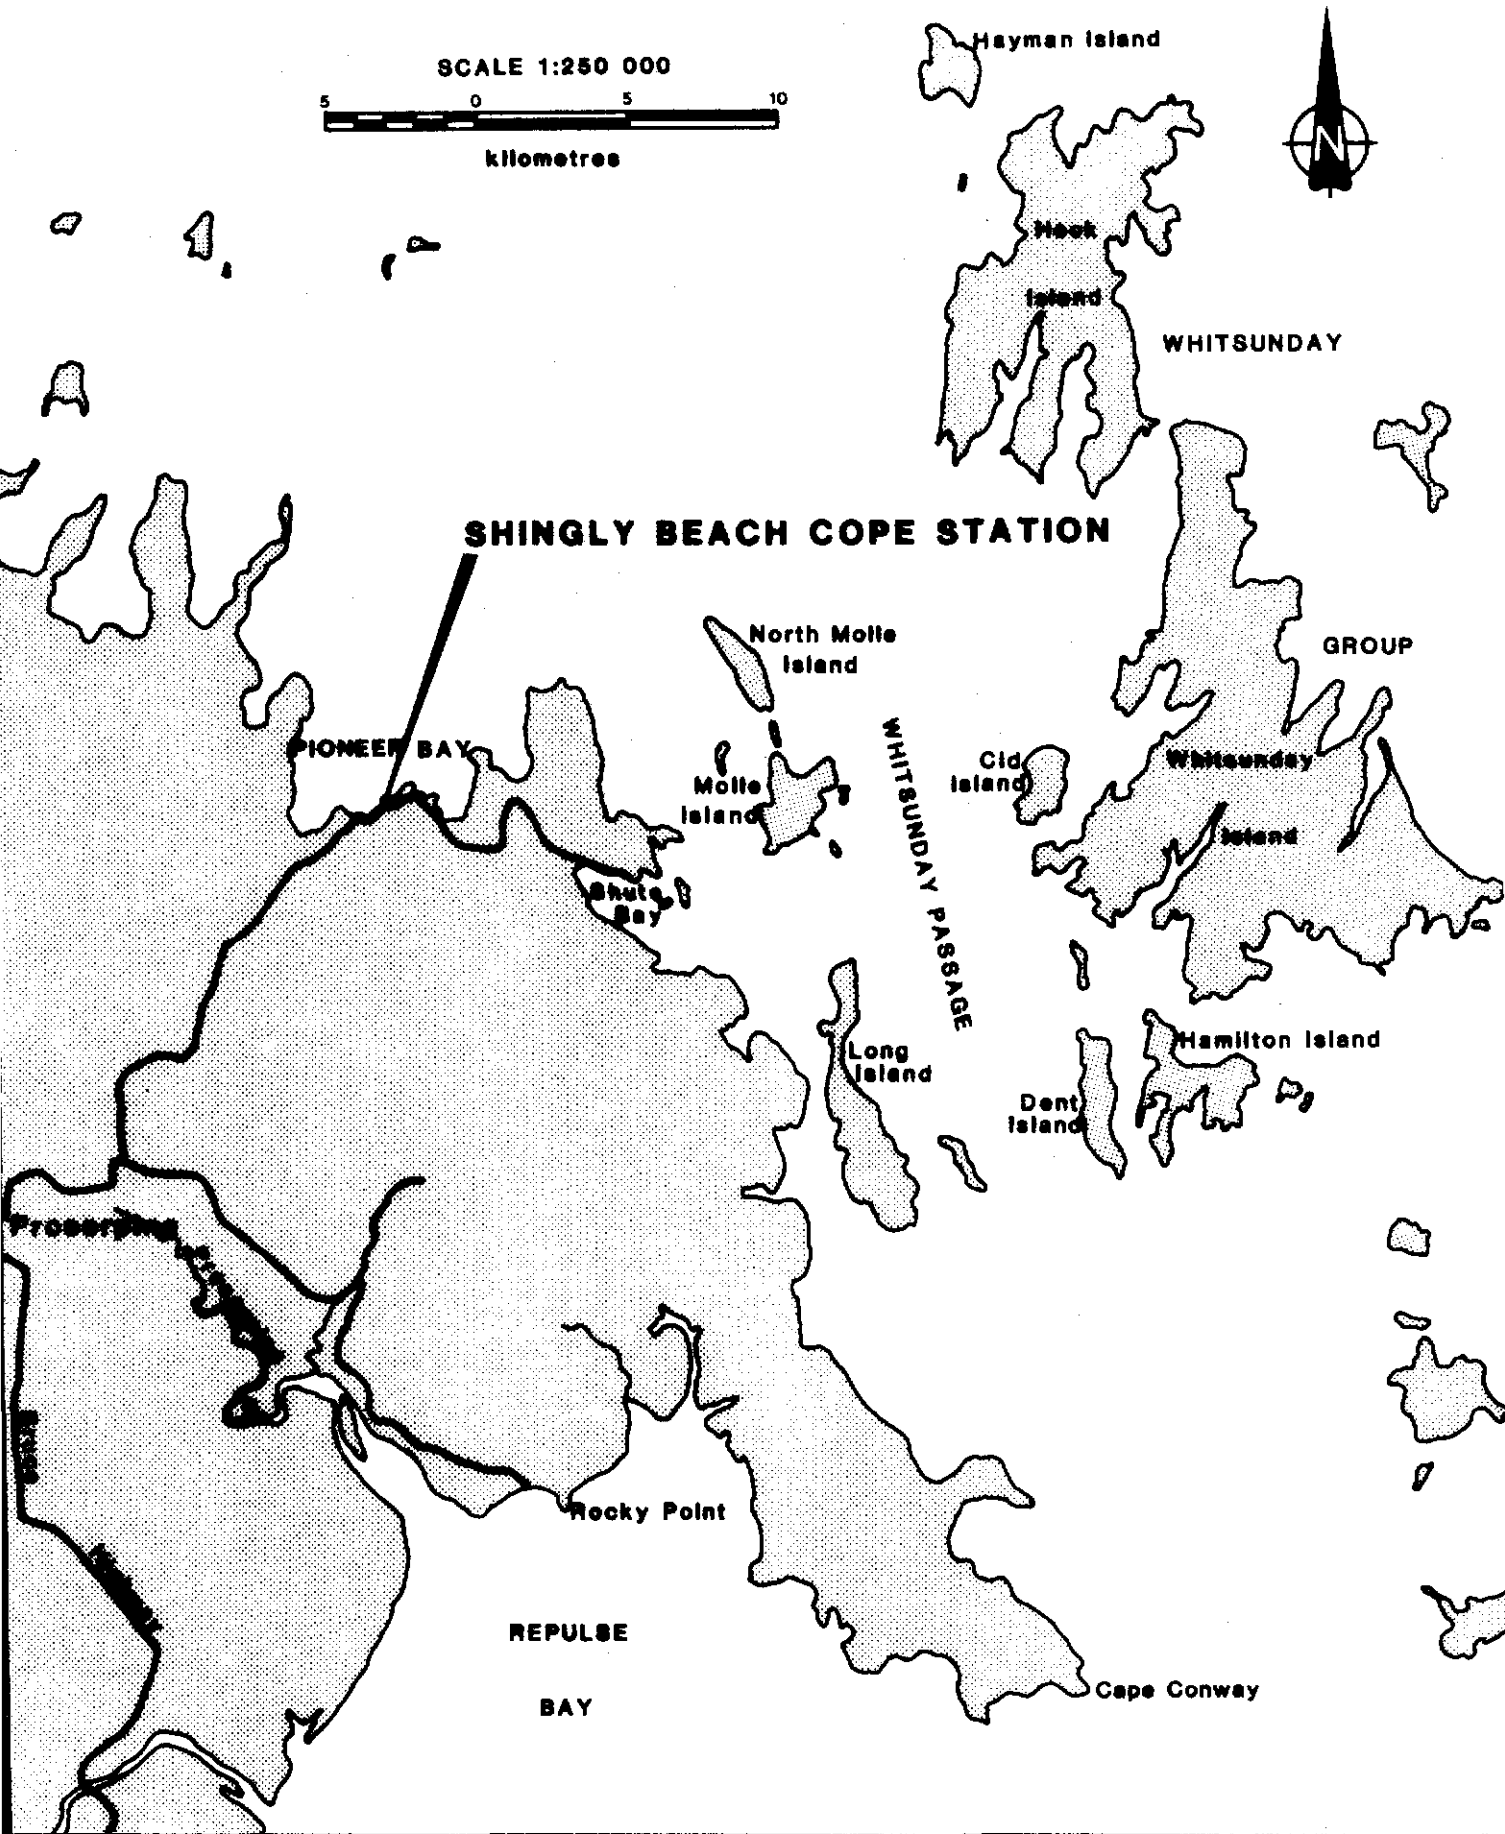 Hayman Island
SCALE 1:250 000
5 0 5 10
kilometres
N
Hook
Island
WHITSUNDAY
SHINGLY BEACH COPE STATION
North Molle
Island
GROUP
PIONEER BAY
WHITSUNDAY PASSAGE
Cid
Island
Whitsunday
Island
Molle
Island
Shute
Bay
Long
Island
Hamilton Island
Dent
Island
Proserpine
Bruce
Highway
Rocky Point
REPULSE
BAY
Cape Conway